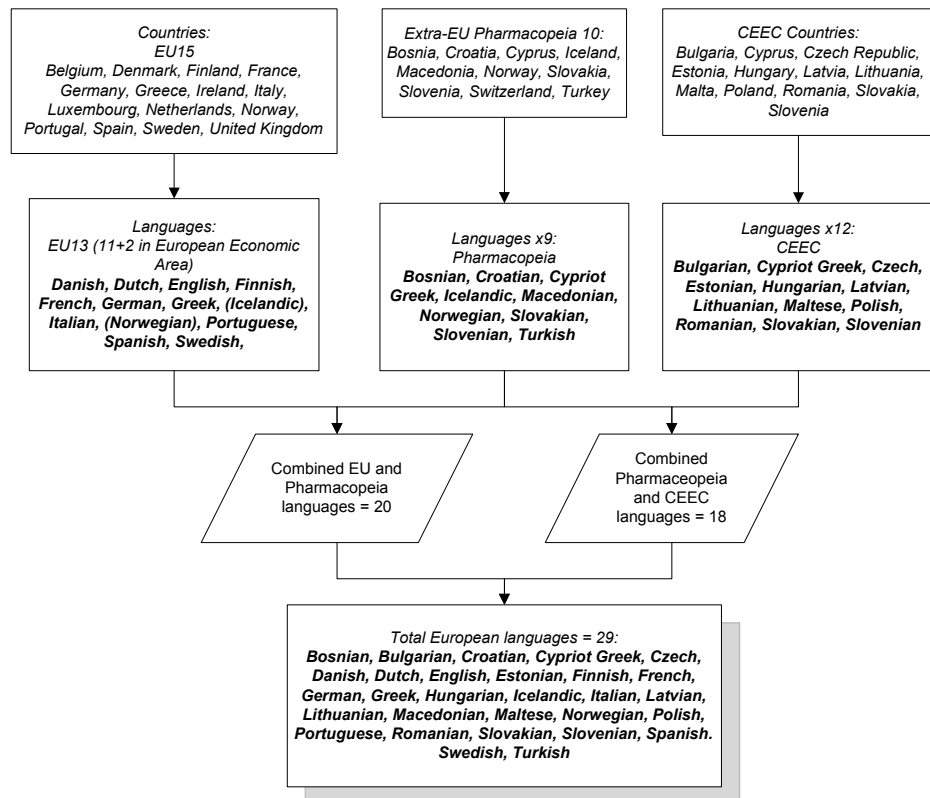 Countries:
EU15
Belgium, Denmark, Finland, France,
Germany, Greece, Ireland, Italy,
Luxembourg, Netherlands, Norway,
Portugal, Spain, Sweden, United Kingdom
Extra-EU Pharmacopeia 10:
Bosnia, Croatia, Cyprus, Iceland,
Macedonia, Norway, Slovakia,
Slovenia, Switzerland, Turkey
CEEC Countries:
Bulgaria, Cyprus, Czech Republic,
Estonia, Hungary, Latvia, Lithuania,
Malta, Poland, Romania, Slovakia,
Slovenia
Languages:
EU13 (11+2 in European Economic
Area)
Danish, Dutch, English, Finnish,
French, German, Greek, (Icelandic),
Italian, (Norwegian), Portuguese,
Spanish, Swedish,
Languages x9:
Pharmacopeia
Bosnian, Croatian, Cypriot
Greek, Icelandic, Macedonian,
Norwegian, Slovakian,
Slovenian, Turkish
Languages x12:
CEEC
Bulgarian, Cypriot Greek, Czech,
Estonian, Hungarian, Latvian,
Lithuanian, Maltese, Polish,
Romanian, Slovakian, Slovenian
Combined EU and
Pharmacopeia
languages = 20
Combined
Pharmaceopeia
and CEEC
languages = 18
Total European languages = 29:
Bosnian, Bulgarian, Croatian, Cypriot Greek, Czech,
Danish, Dutch, English, Estonian, Finnish, French,
German, Greek, Hungarian, Icelandic, Italian, Latvian,
Lithuanian, Macedonian, Maltese, Norwegian, Polish,
Portuguese, Romanian, Slovakian, Slovenian, Spanish.
Swedish, Turkish